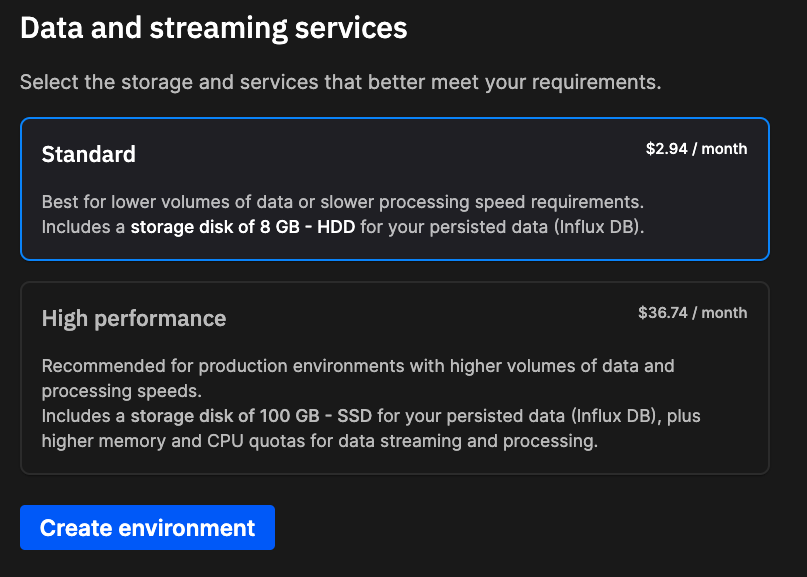 Data and streaming services
Select the storage and services that better meet your requirements.
Standard
$2.94 / month
Best for lower volumes of data or slower processing speed requirements.
Includes a storage disk of 8 GB - HDD for your persisted data (Influx DB).
High performance
$36.74 / month
Recommended for production environments with higher volumes of data and
processing speeds.
Includes a storage disk of 100 GB - SSD for your persisted data (Influx DB), plus
higher memory and CPU quotas for data streaming and processing.
Create environment